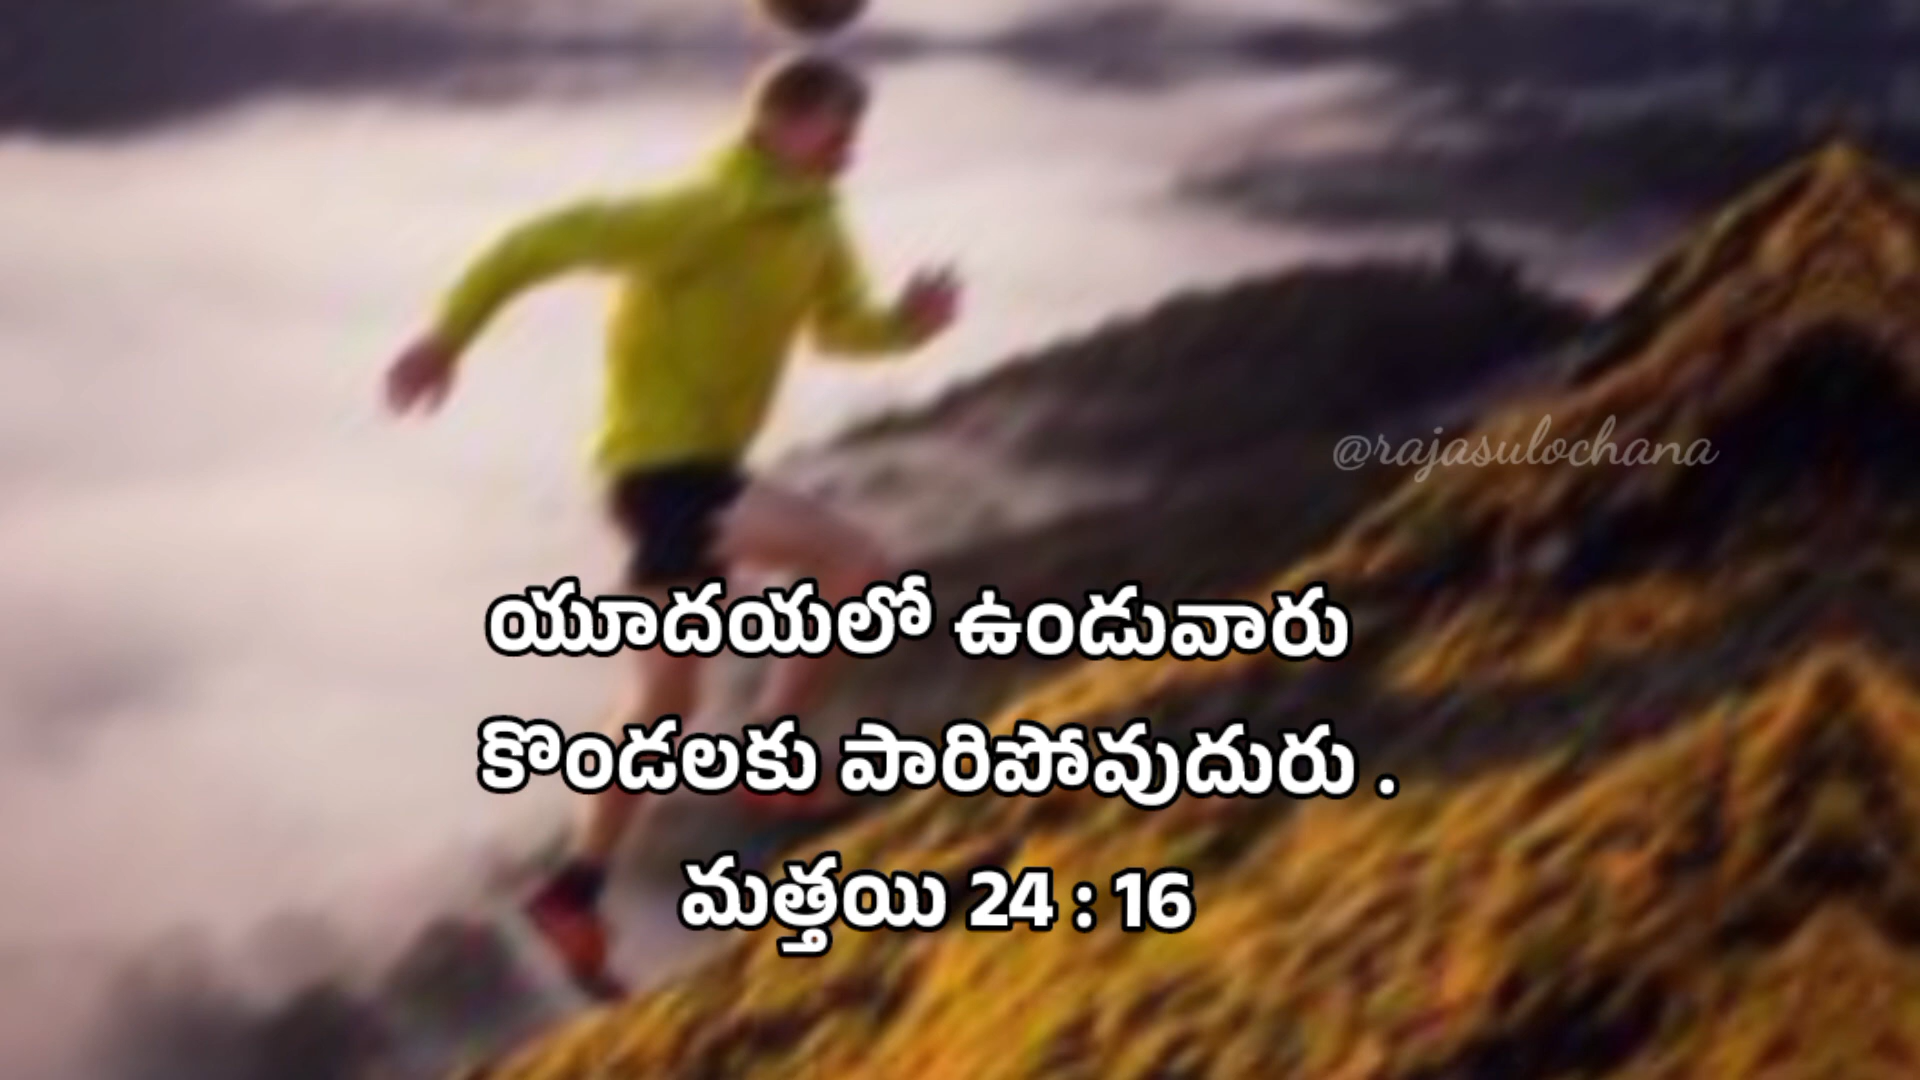 @rajasulochana
యూదయలో ఉండువారు
కొండలకు పారిపోవుదురు .
మత్తయి 24 : 16